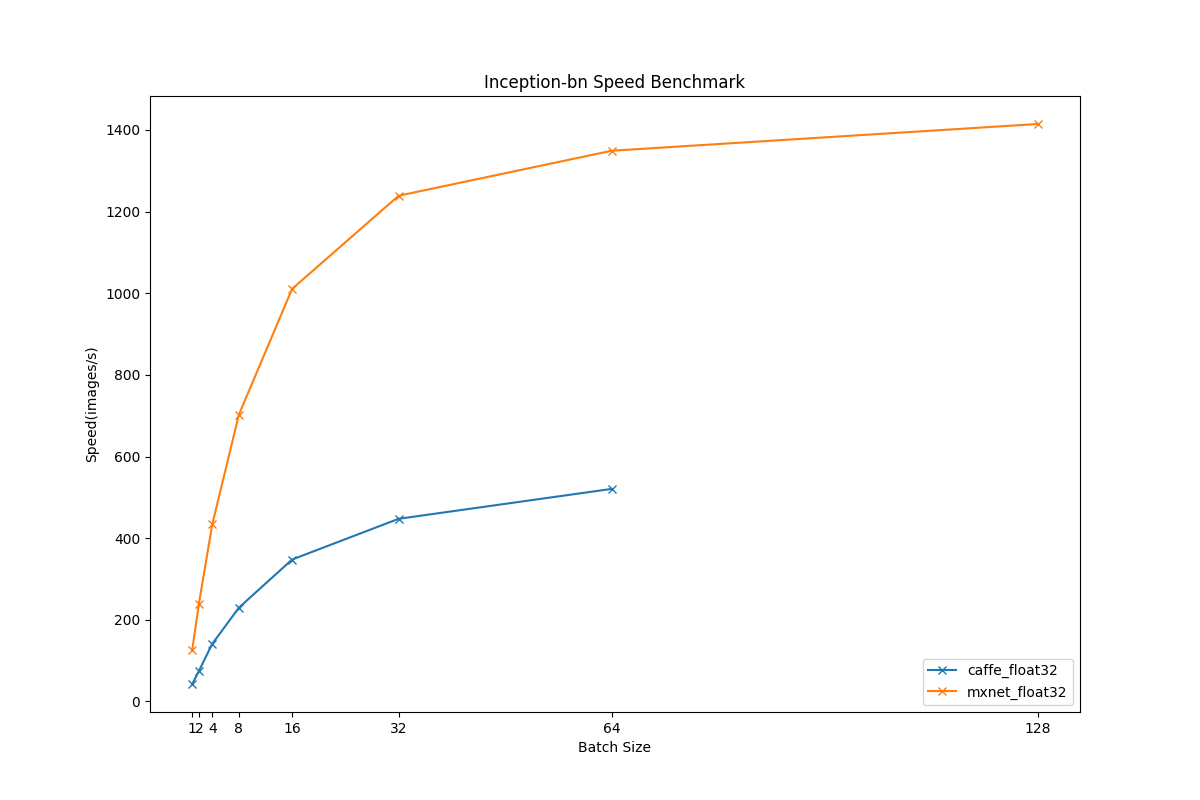 Inception-bn Speed Benchmark
1400
1200
1000
800
600
400
200
0
Speed(images/s)
1 2 4 8 16 32 64 128
Batch Size
caffe_float32
mxnet_float32